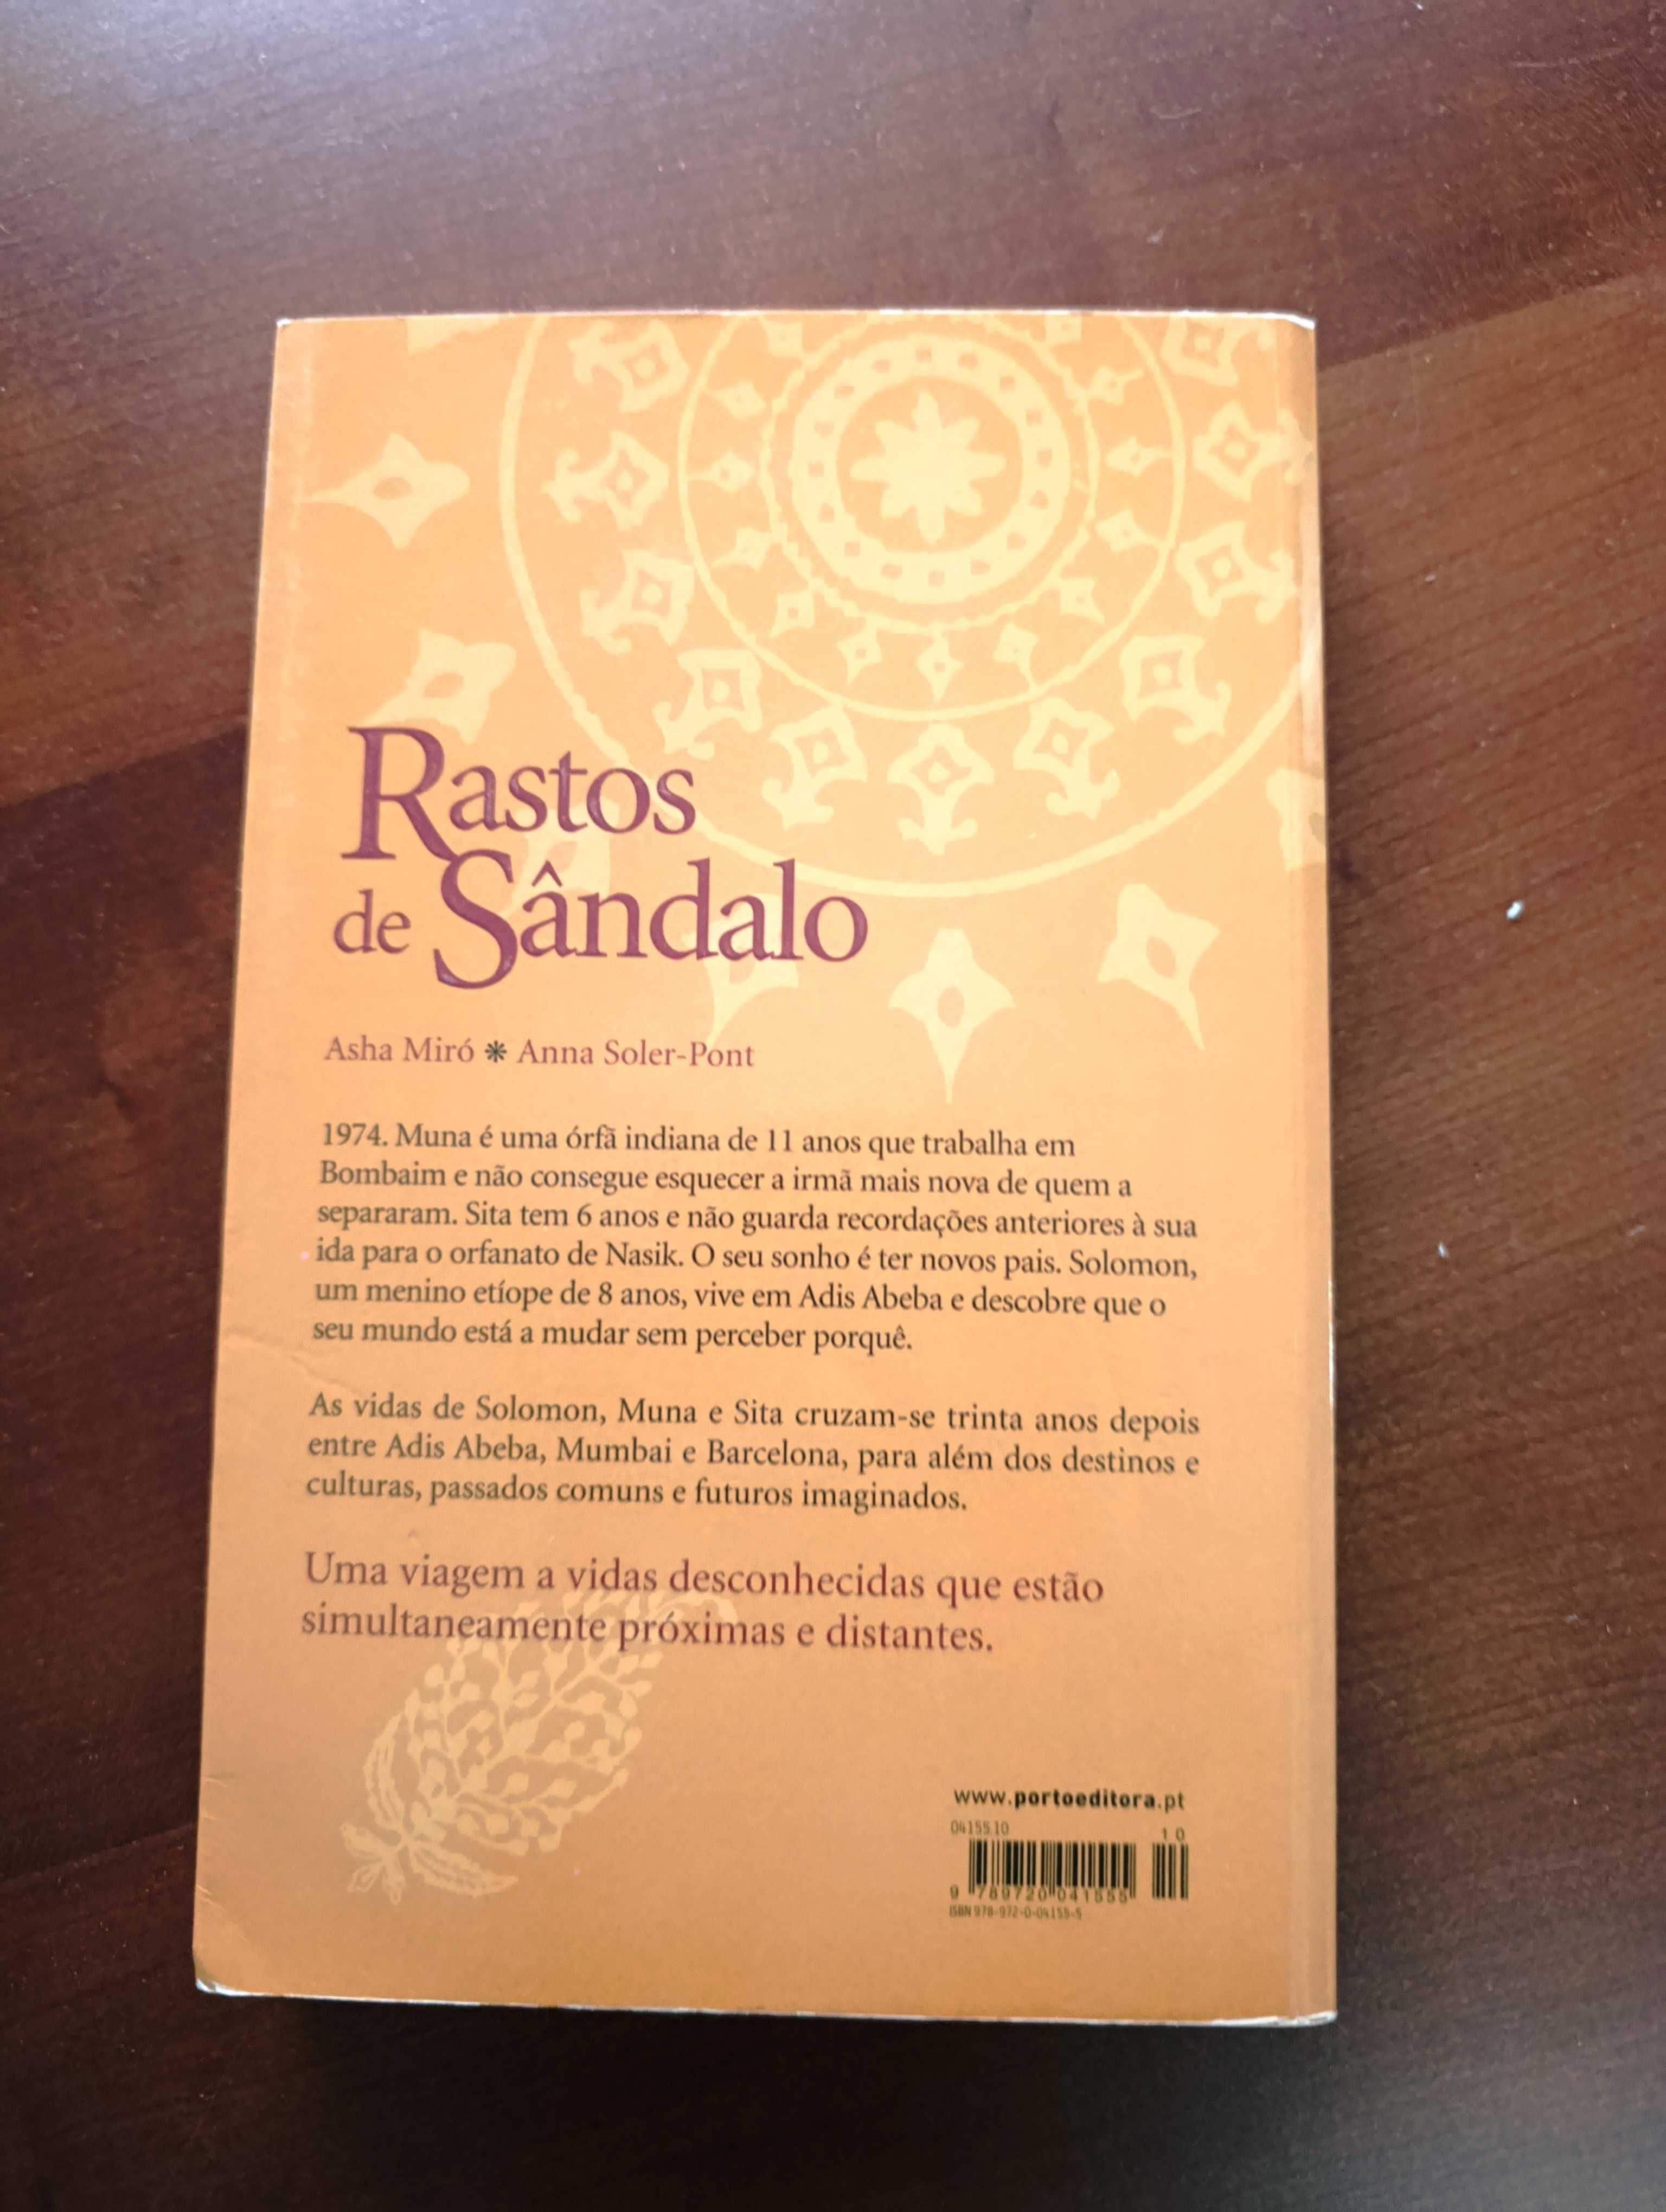 Rastos
de Sândalo
Asha Miró ❋ Anna Soler-Pont
1974. Muna é uma órfã indiana de 11 anos que trabalha em
Bombaim e não consegue esquecer a irmã mais nova de quem a
separaram. Sita tem 6 anos e não guarda recordações anteriores à sua
ida para o orfanato de Nasik. O seu sonho é ter novos pais. Solomon,
um menino etíope de 8 anos, vive em Adis Abeba e descobre que o
seu mundo está a mudar sem perceber porquê.
As vidas de Solomon, Muna e Sita cruzam-se trinta anos depois
entre Adis Abeba, Mumbai e Barcelona, para além dos destinos e
culturas, passados comuns e futuros imaginados.
Uma viagem a vidas desconhecidas que estão
simultaneamente próximas e distantes.
www.portoeditora.pt
04155.10
10
9 789720 041555
ISBN 978-972-0-04155-5